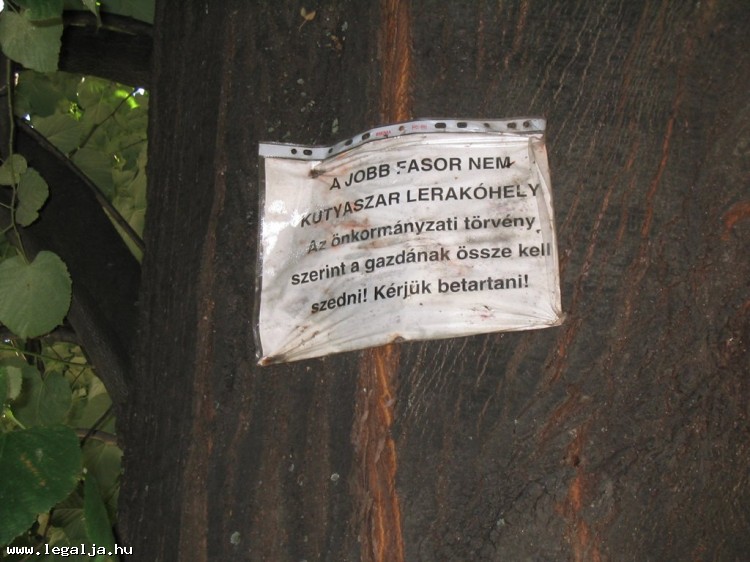 A JOBB FASOR NEM
KUTYASZAR LERAKÓHELY
Az önkormányzati törvény
szerint a gazdának össze kell
szedni! Kérjük betartani!
www.legalja.hu